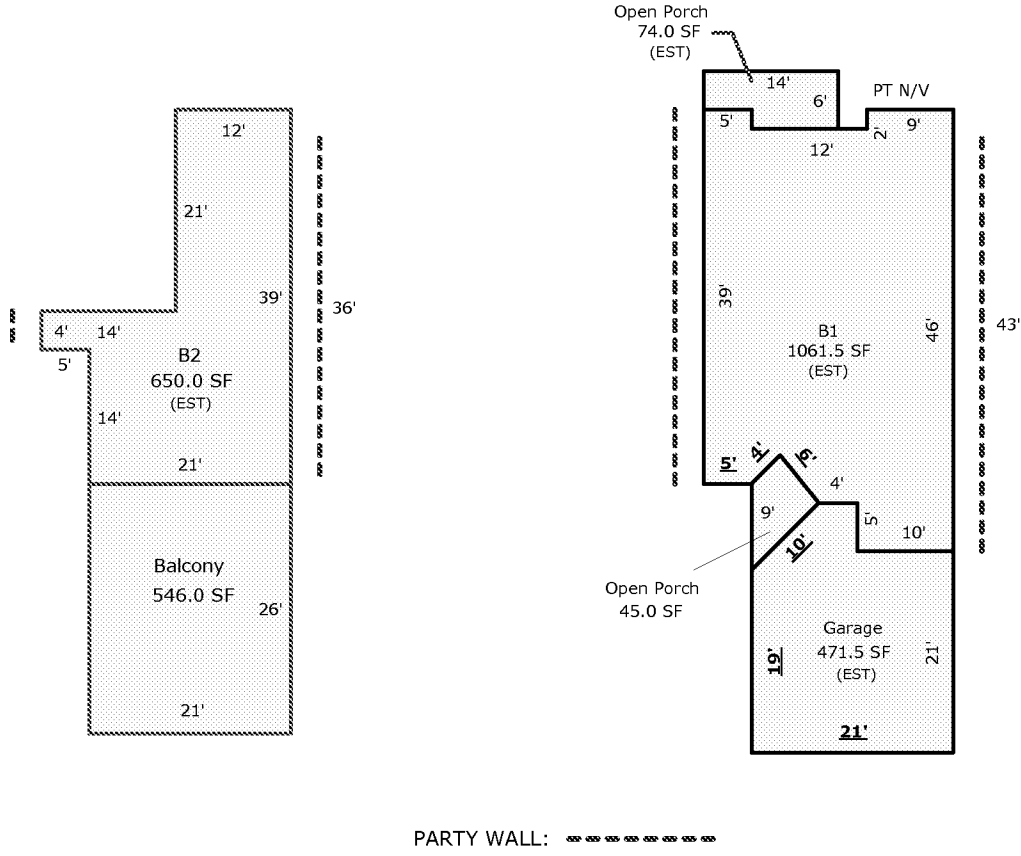 Open Porch
74.0 SF
(EST)
14'
6'
PT N/V
5'
12'
2'
9'
12'
21'
39'
36'
4'
14'
5'
B2
650.0 SF
(EST)
14'
21'
39'
B1
1061.5 SF
(EST)
46'
43'
5'
4'
6'
4'
9'
5'
10'
10'
Open Porch
45.0 SF
Balcony
546.0 SF
26'
21'
Garage
471.5 SF
(EST)
19'
21'
21'
PARTY WALL: